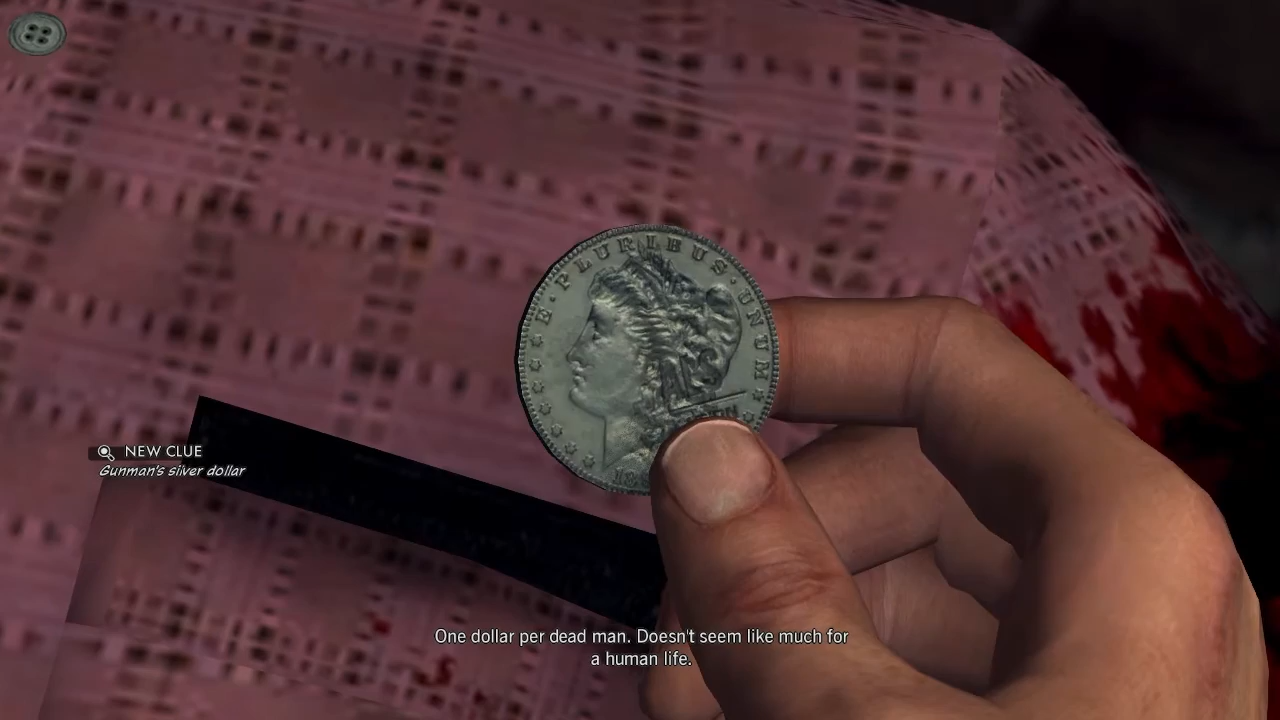 E·PLURIBUS·UNUM
NEW CLUE
Gunman's silver dollar
One dollar per dead man. Doesn't seem like much for
a human life.